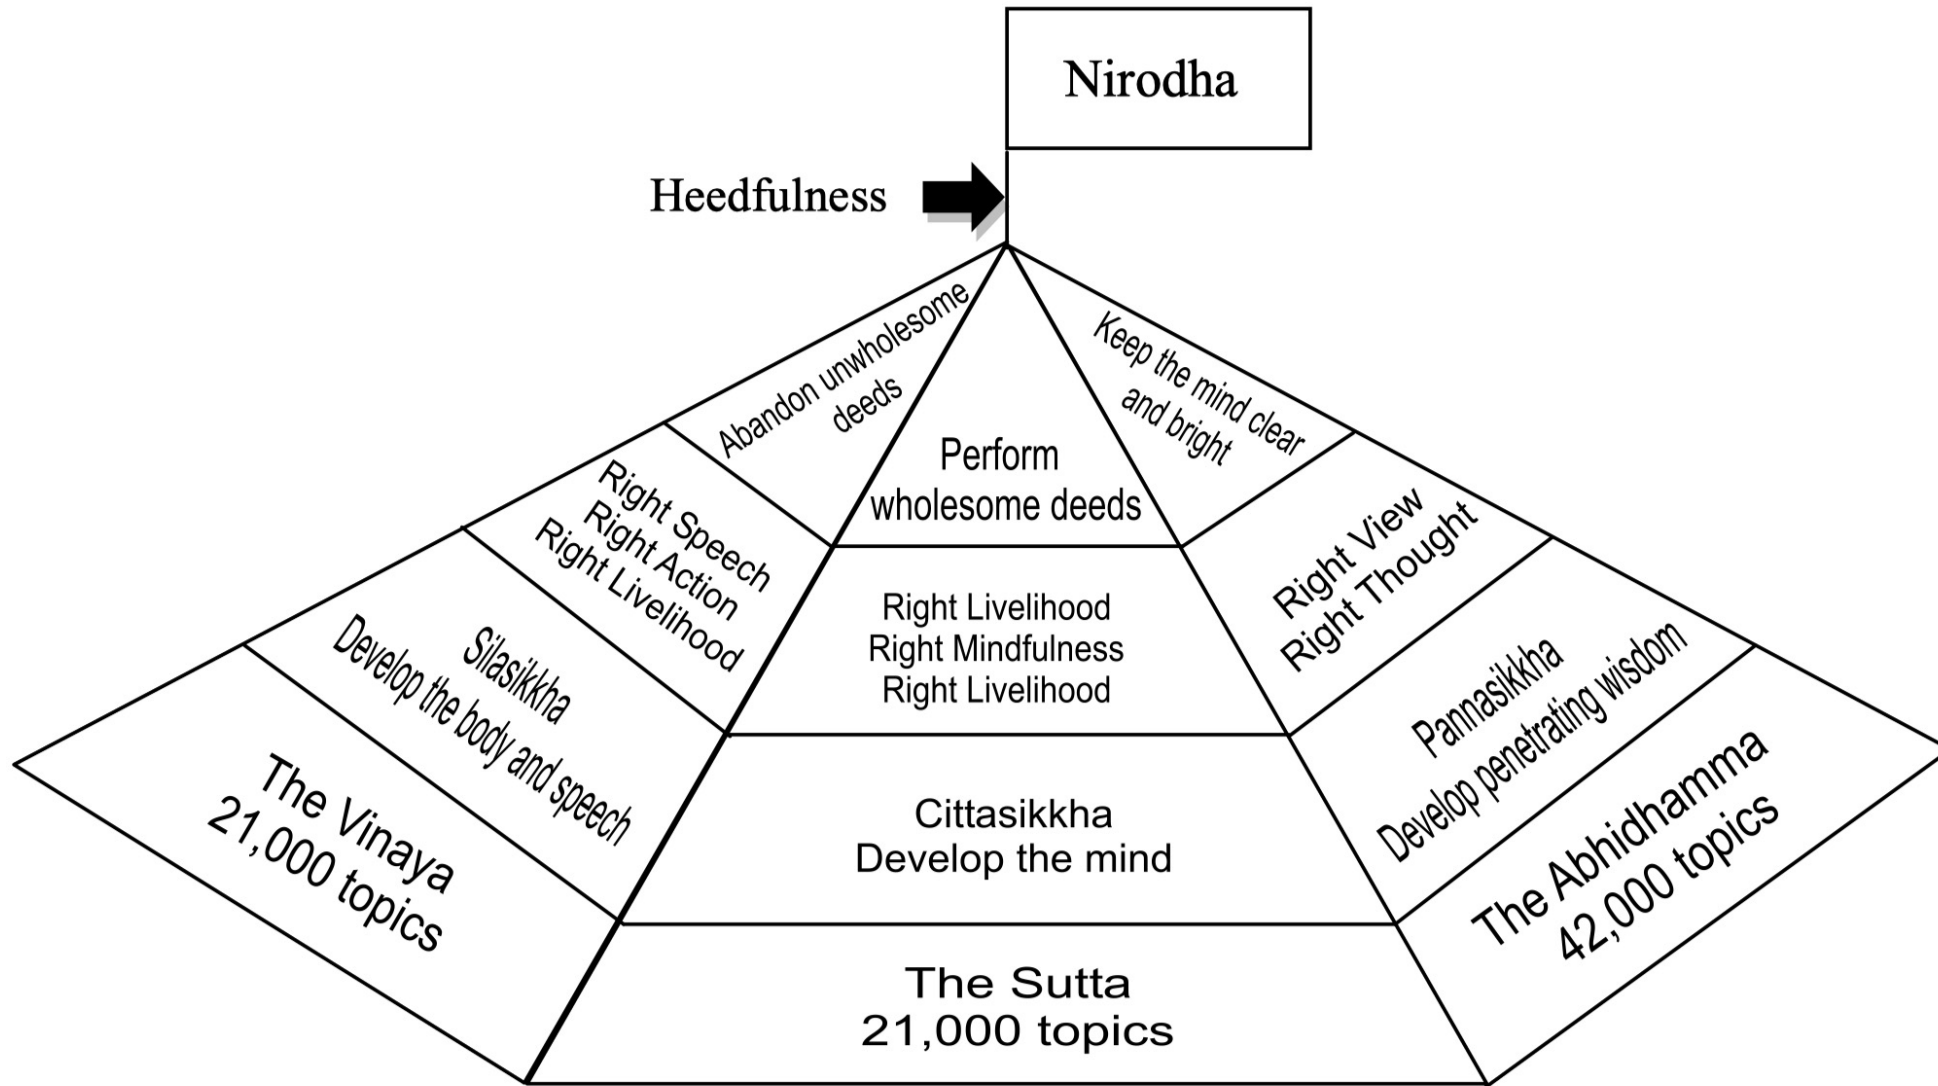 Nirodha
Heedfulness
Abandon unwholesome
deeds
Perform
wholesome deeds
Keep the mind clear
and bright
Right Speech
Right Action
Right Livelihood
Right Livelihood
Right Mindfulness
Right Livelihood
Right View
Right Thought
Silasikkha
Develop the body and speech
Cittasikkha
Develop the mind
Pannasikkha
Develop penetrating wisdom
The Vinaya
21,000 topics
The Sutta
21,000 topics
The Abhidhamma
42,000 topics